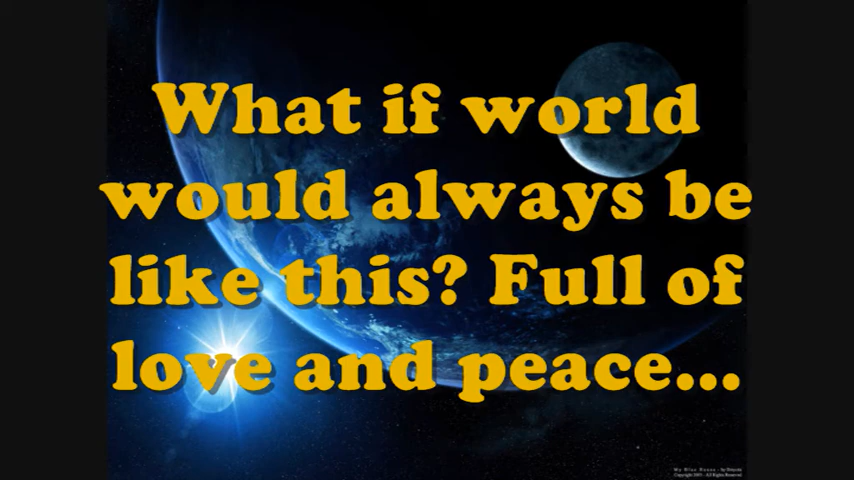 What if world
would always be
like this? Full of
love and peace...